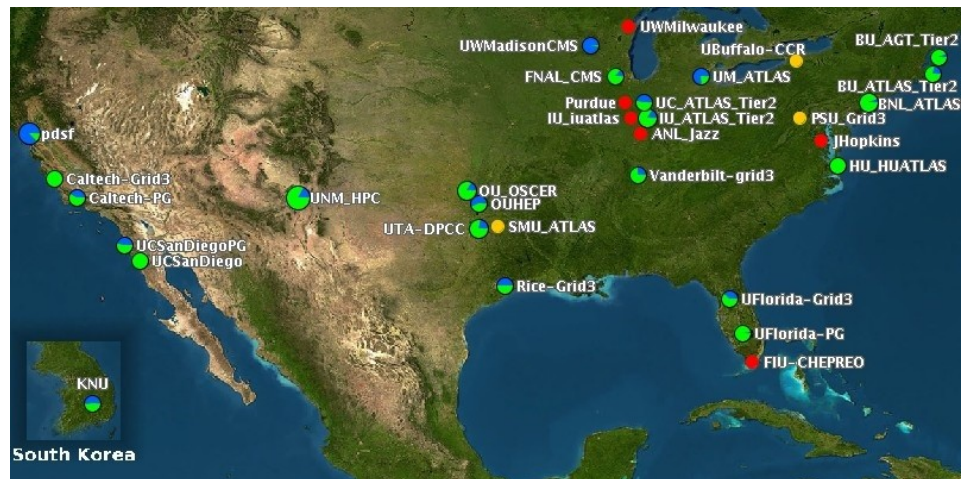 UWMilwaukee
UWMadisonCMS
BU_AGT_Tier2
UBuffalo-CCR
FNAL_CMS
UM_ATLAS
BU_ATLAS_Tier2
Purdue
UC_ATLAS_Tier2
BNL_ATLAS
IU_iuatlas
IU_ATLAS_Tier2
PSU_Grid3
pdsf
ANL_Jazz
JHopkins
HU_HUATLAS
Caltech-Grid3
Vanderbilt-grid3
Caltech-PG
UNM_HPC
OU_OSCER
OUHEP
UTA-DPCC
SMU_ATLAS
UCSanDiegoPG
UCSanDiego
Rice-Grid3
UFlorida-Grid3
UFlorida-PG
FIU-CHEPREO
KNU
South Korea